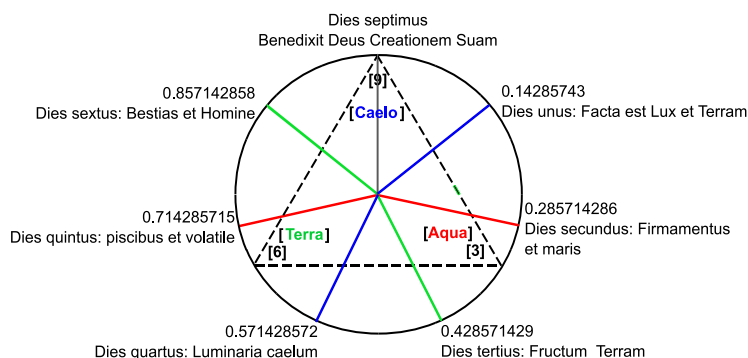 Dies septimus
Benedixit Deus Creationem Suam
[9]
[Caelo]
0.857142858
Dies sextus: Bestias et Homine
0.14285743
Dies unus: Facta est Lux et Terram
0.714285715
Dies quintus: piscibus et volatile
0.285714286
Dies secundus: Firmamentus
et maris
[Terra]
[6]
[Aqua]
[3]
0.571428572
Dies quartus: Luminaria caelum
0.428571429
Dies tertius: Fructum Terram